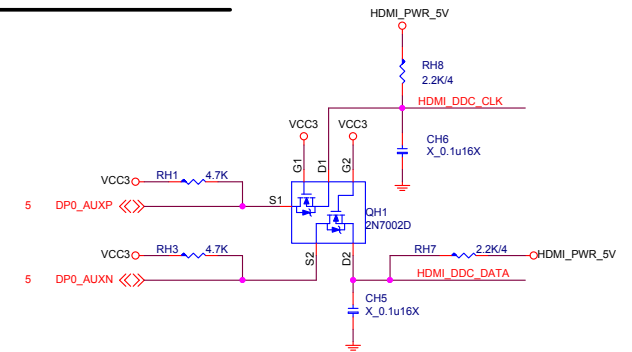 HDMI_PWR_5V
RH8
2.2K/4
HDMI_DDC_CLK
VCC3 VCC3
CH6
X_0.1u16X
G1 D1 G2
VCC3 RH1 4.7K
5 DP0_AUXP S1
QH1
2N7002D
VCC3 RH3 4.7K S2 D2 RH7 2.2K/4 HDMI_PWR_5V
5 DP0_AUXN HDMI_DDC_DATA
CH5
X_0.1u16X